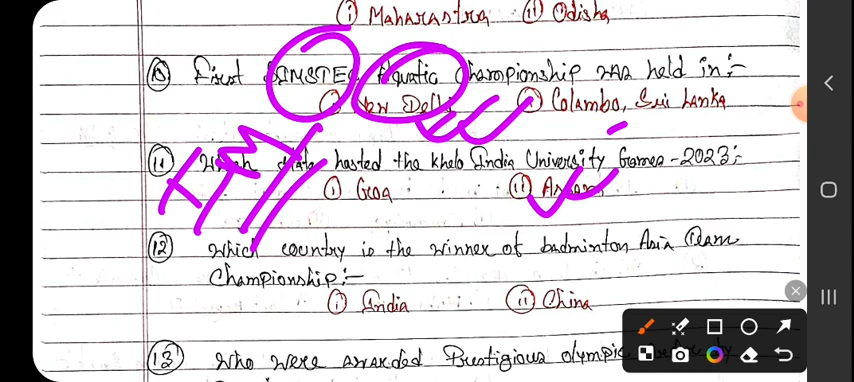 (i) Maharastra (ii) Odisha
(10) First BIMSTEC Aquatic Championship was held in:-
(i) New Delhi (ii) Colambo, Sri Lanka
(11) Which state hosted the Khelo India University Games-2023:-
(i) Goa (ii) Assam
(12) Which country is the winner of badminton Asia Team
Championship:-
(i) India (ii) China
(13) Who were awarded Prestigious olympic